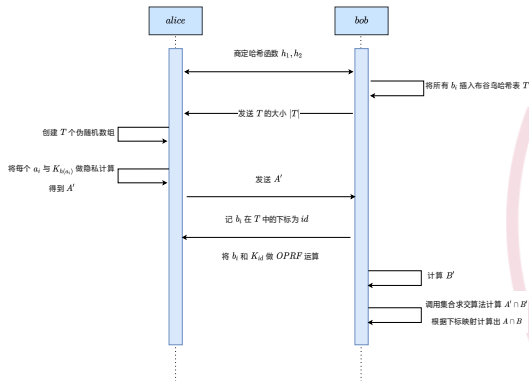 alice
bob
商定哈希函数 h₁, h₂
将所有 bᵢ 插入布谷鸟哈希表 T
发送 T 的大小 |T|
创建 T 个伪随机数组
将每个 aᵢ 与 K_{h(aᵢ)} 做隐私计算
得到 A′
发送 A′
记 bᵢ 在 T 中的下标为 id
将 bᵢ 和 K_{id} 做 OPRF 运算
计算 B′
调用集合求交算法计算 A′ ∩ B′
根据下标映射计算出 A ∩ B